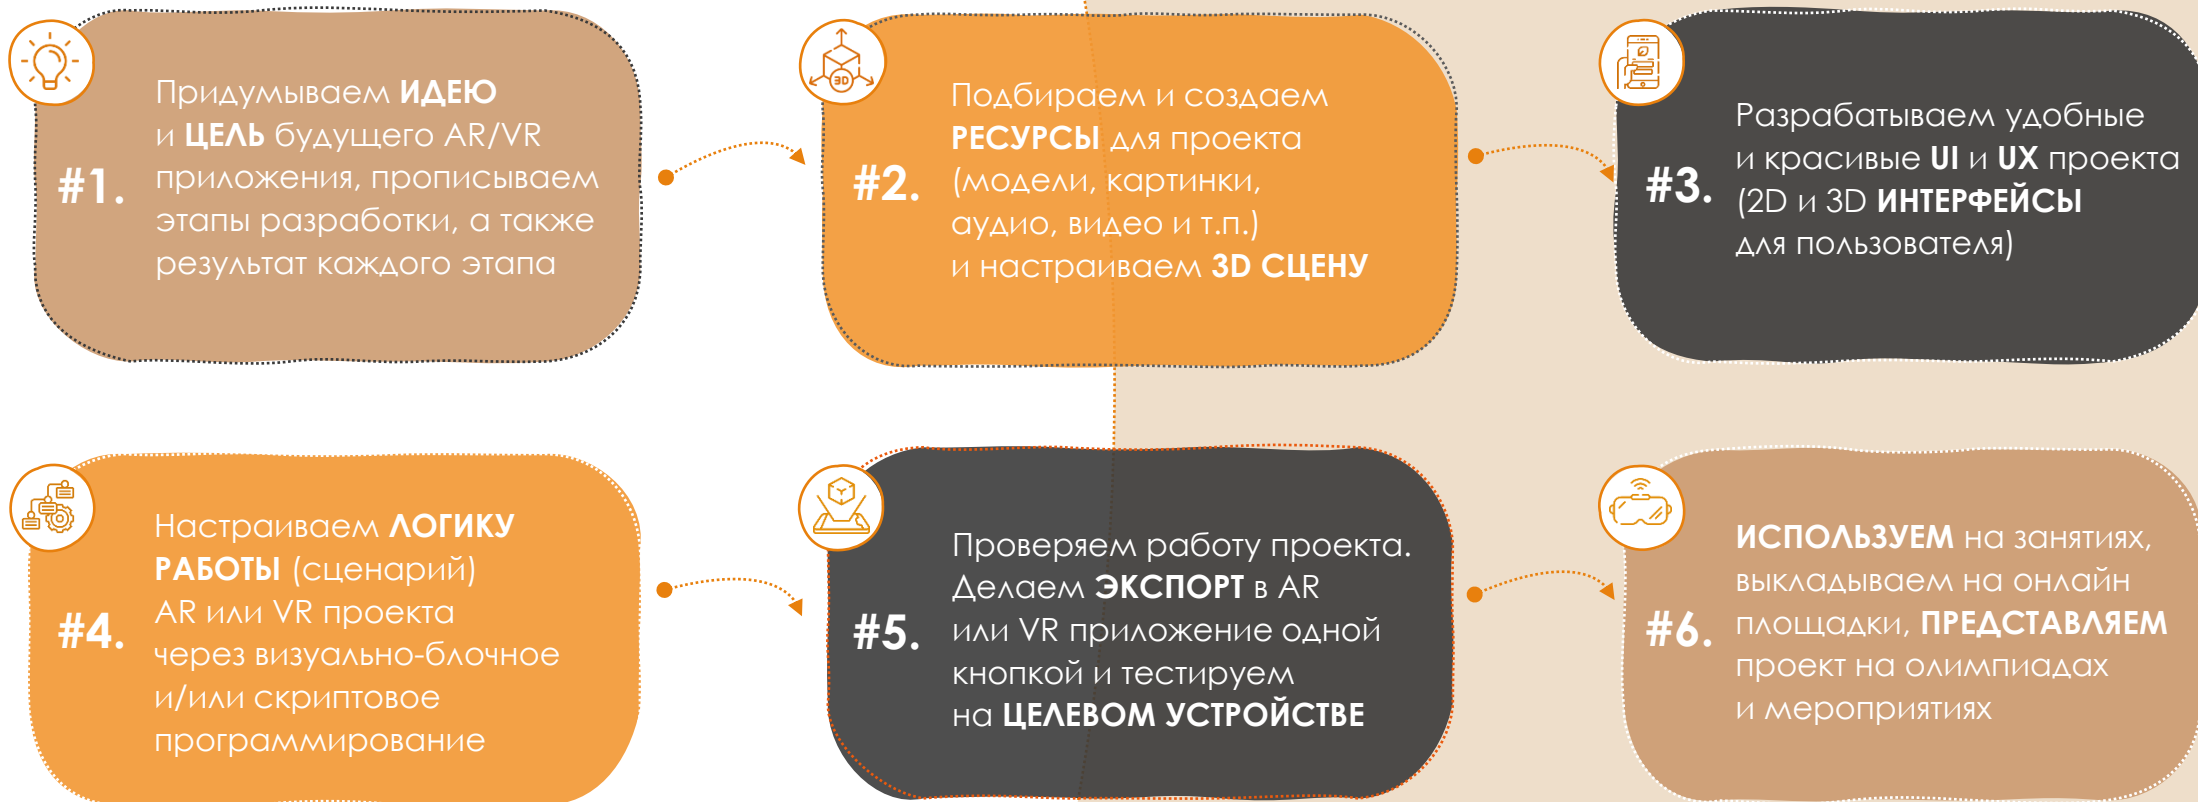 #1.
Придумываем ИДЕЮ
и ЦЕЛЬ будущего AR/VR
приложения, прописываем
этапы разработки, а также
результат каждого этапа
3D
#2.
Подбираем и создаем
РЕСУРСЫ для проекта
(модели, картинки,
аудио, видео и т.п.)
и настраиваем 3D СЦЕНУ
#3.
Разрабатываем удобные
и красивые UI и UX проекта
(2D и 3D ИНТЕРФЕЙСЫ
для пользователя)
#4.
Настраиваем ЛОГИКУ
РАБОТЫ (сценарий)
AR или VR проекта
через визуально-блочное
и/или скриптовое
программирование
#5.
Проверяем работу проекта.
Делаем ЭКСПОРТ в AR
или VR приложение одной
кнопкой и тестируем
на ЦЕЛЕВОМ УСТРОЙСТВЕ
#6.
ИСПОЛЬЗУЕМ на занятиях,
выкладываем на онлайн
площадки, ПРЕДСТАВЛЯЕМ
проект на олимпиадах
и мероприятиях